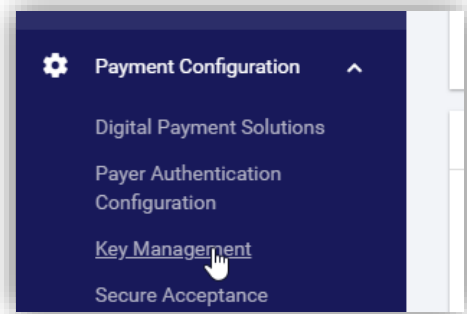 Payment Configuration
Digital Payment Solutions
Payer Authentication
Configuration
Key Management
Secure Acceptance